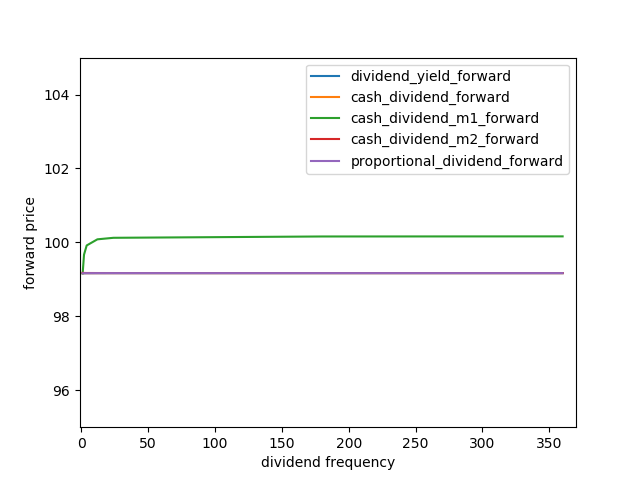 dividend_yield_forward
cash_dividend_forward
cash_dividend_m1_forward
cash_dividend_m2_forward
proportional_dividend_forward
104
102
100
98
96
forward price
0
50
100
150
200
250
300
350
dividend frequency